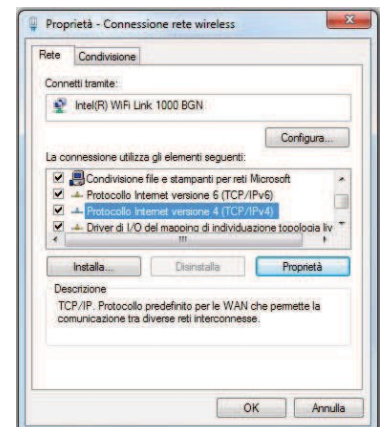 Proprietà - Connessione rete wireless
Rete
Condivisione
Connetti tramite:
Intel(R) WiFi Link 1000 BGN
Configura...
La connessione utilizza gli elementi seguenti:
Condivisione file e stampanti per reti Microsoft
Protocollo Internet versione 6 (TCP/IPv6)
Protocollo Internet versione 4 (TCP/IPv4)
Driver di I/O del mapping di individuazione topologia liv
Installa...
Disinstalla
Proprietà
Descrizione
TCP/IP. Protocollo predefinito per le WAN che permette la
comunicazione tra diverse reti interconnesse.
OK
Annulla